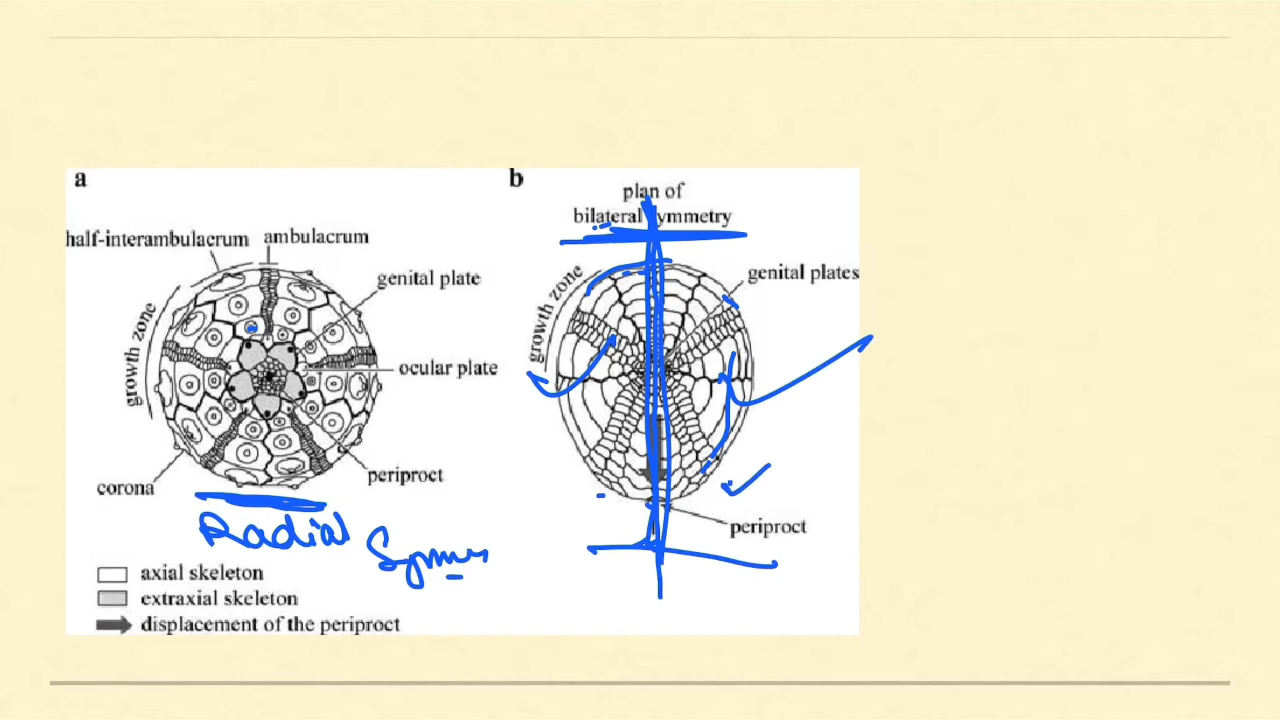 a
half-interambulacrum
ambulacrum
genital plate
growth zone
ocular plate
corona
periproct
Radial
b
plan of
bilateral symmetry
genital plates
growth zone
periproct
axial skeleton
extraxial skeleton
displacement of the periproct